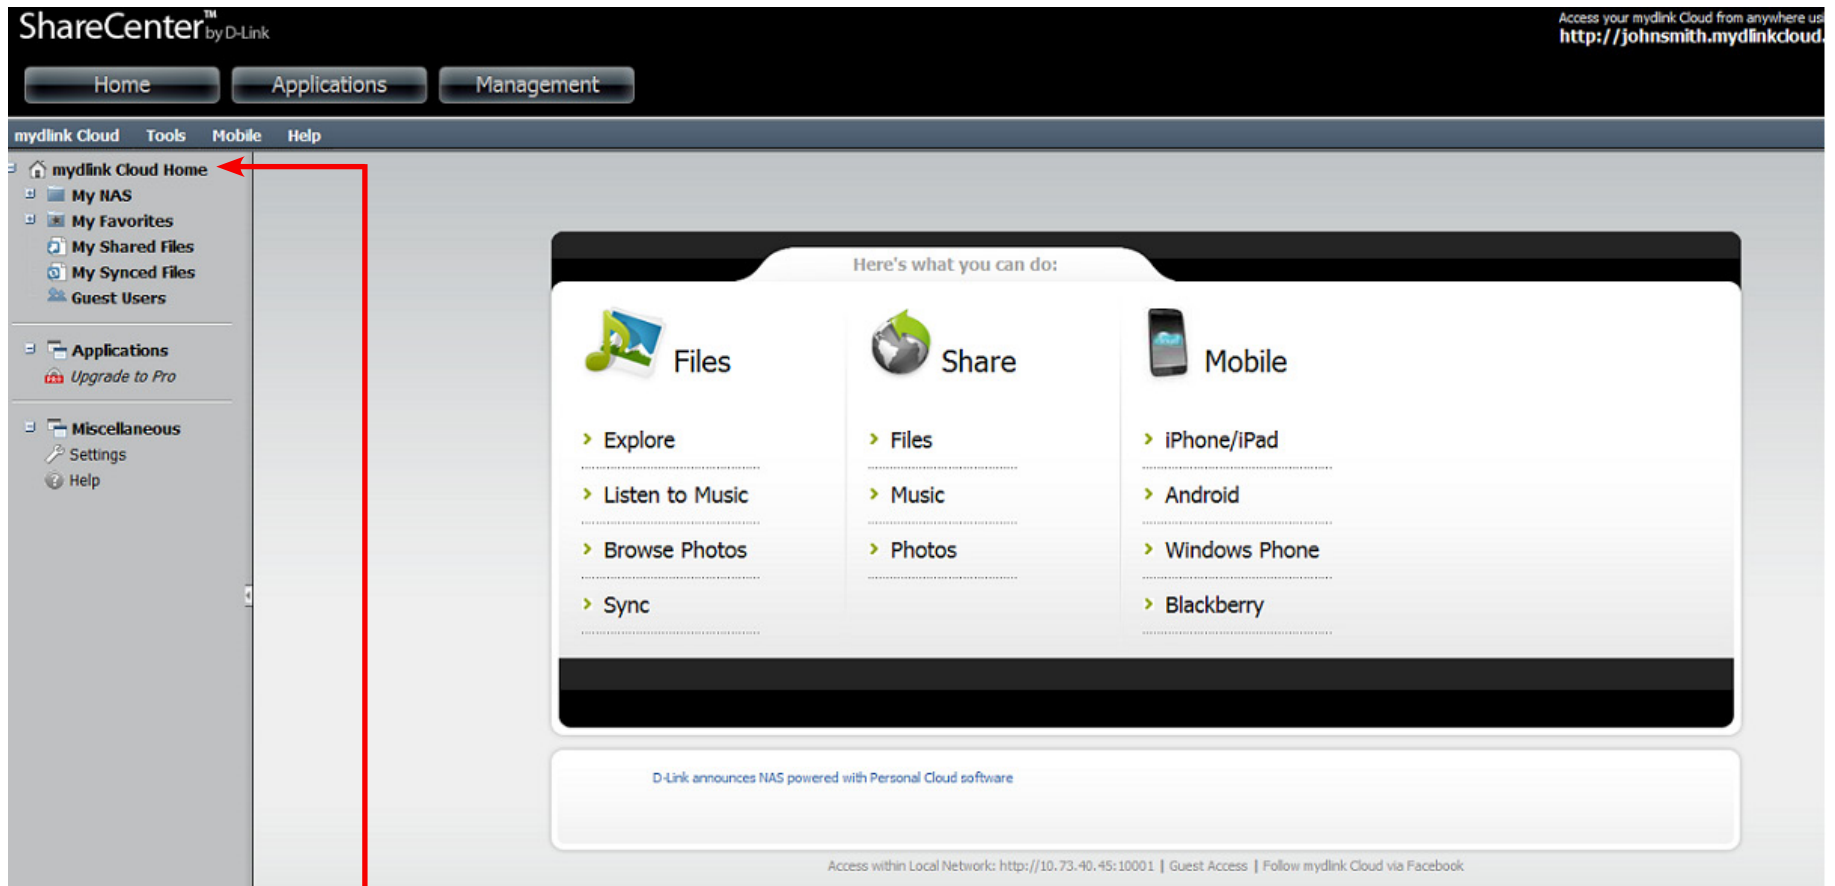 ShareCenter™ by D-Link
Access your mydlink Cloud from anywhere usi
http://johnsmith.mydlinkcloud.
Home Applications Management
mydlink Cloud Tools Mobile Help
mydlink Cloud Home
My NAS
My Favorites
My Shared Files
My Synced Files
Guest Users
Applications
Upgrade to Pro
Miscellaneous
Settings
Help
Here's what you can do:
Files
Explore
Listen to Music
Browse Photos
Sync
Share
Files
Music
Photos
Mobile
iPhone/iPad
Android
Windows Phone
Blackberry
D-Link announces NAS powered with Personal Cloud software
Access within Local Network: http://10.73.40.45:10001 | Guest Access | Follow mydlink Cloud via Facebook